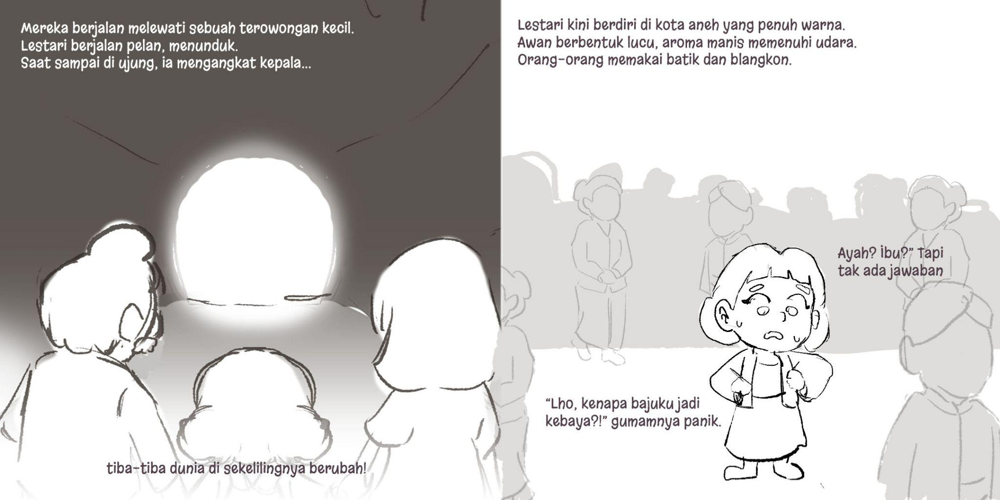 Mereka berjalan melewati sebuah terowongan kecil.
Lestari berjalan pelan, menunduk.
Saat sampai di ujung, ia mengangkat kepala...
tiba-tiba dunia di sekelilingnya berubah!
Lestari kini berdiri di kota aneh yang penuh warna.
Awan berbentuk lucu, aroma manis memenuhi udara.
Orang-orang memakai batik dan blangkon.
Ayah? Ibu?” Tapi
tak ada jawaban
“Lho, kenapa bajuku jadi
kebaya?!” gumamnya panik.